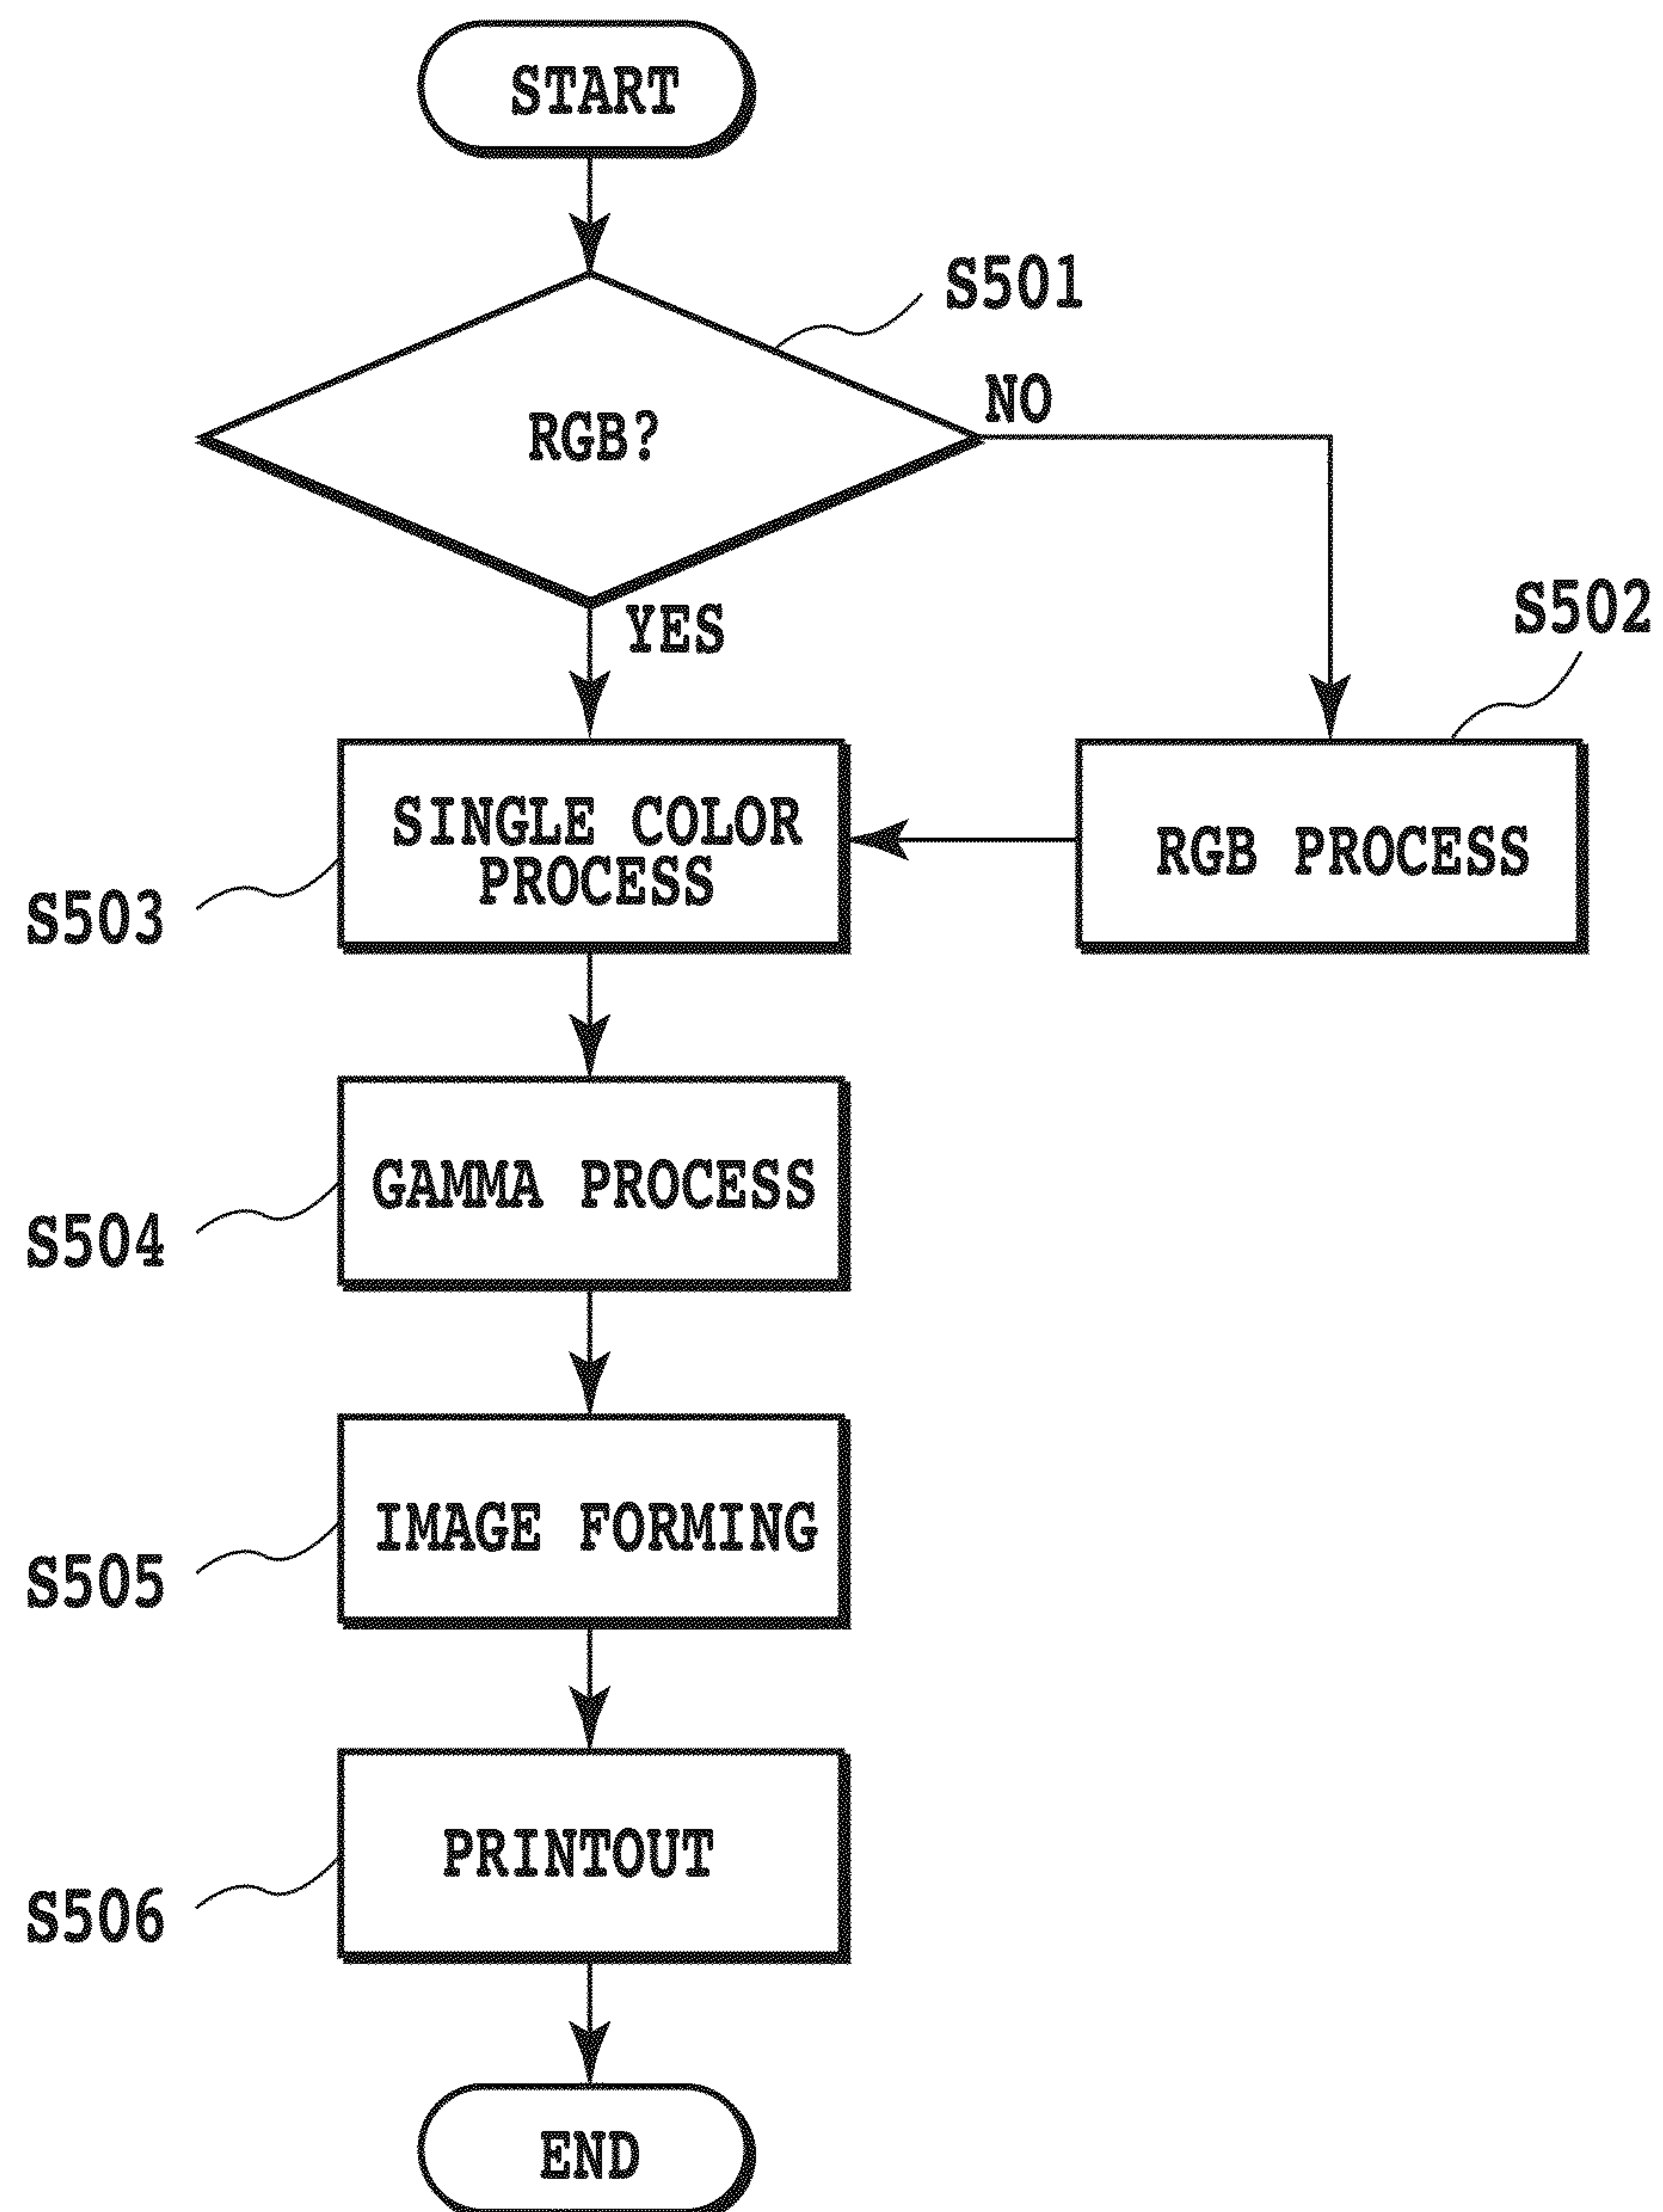 START
S501
RGB?
NO
YES
S502
SINGLE COLOR
PROCESS
RGB PROCESS
S503
GAMMA PROCESS
S504
IMAGE FORMING
S505
PRINTOUT
S506
END